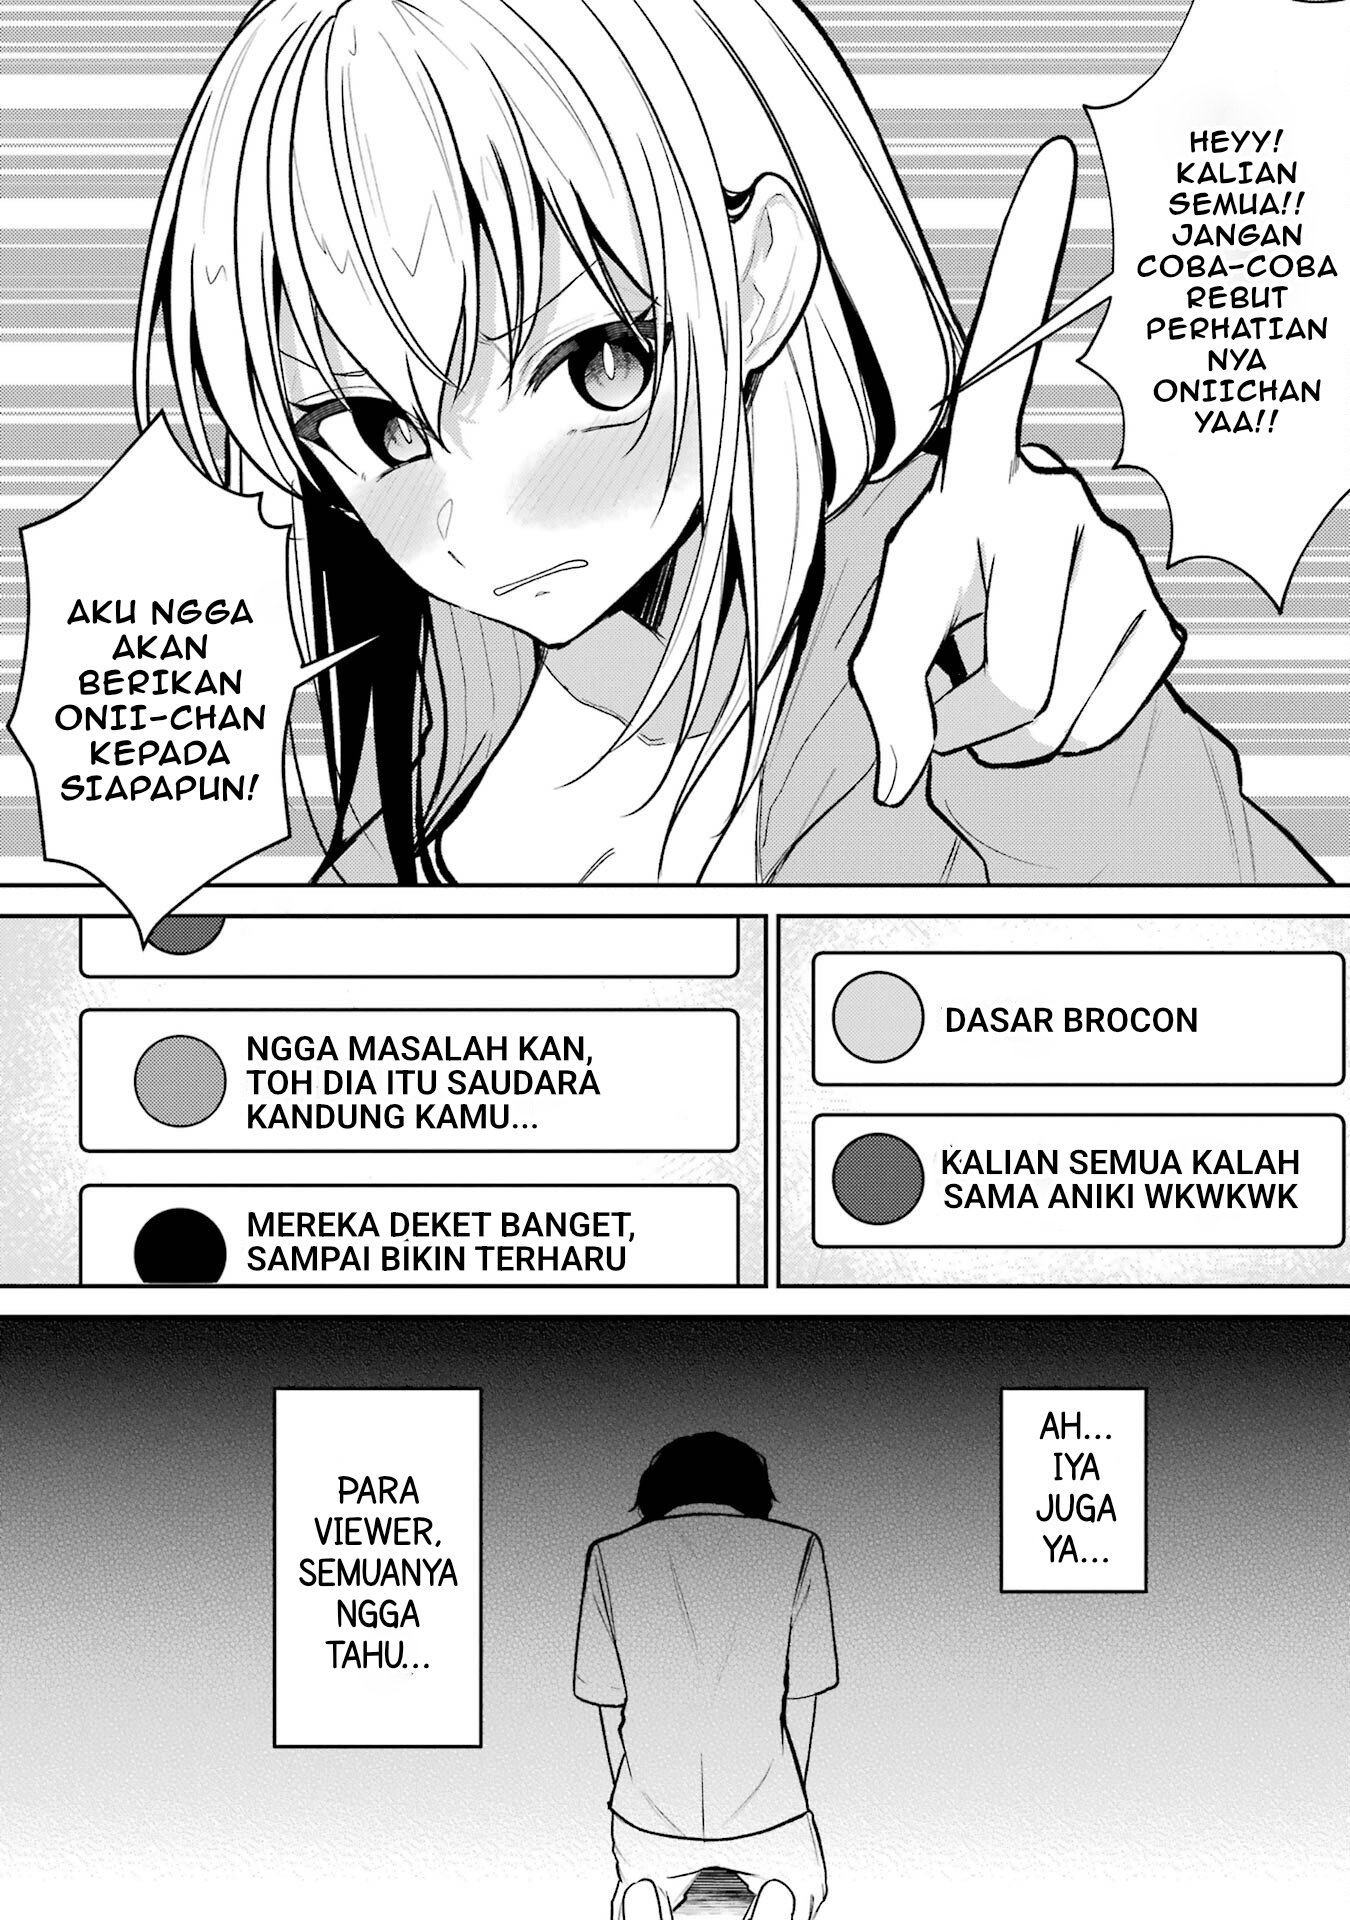 HEYY!
KALIAN
SEMUA!!
JANGAN
COBA-COBA
REBUT
PERHATIAN
NYA
ONIICHAN
YAA!!
AKU NGGA
AKAN
BERIKAN
ONII-CHAN
KEPADA
SIAPAPUN!
DASAR BROCON
KALIAN SEMUA KALAH
SAMA ANIKI WKWKWK
NGGA MASALAH KAN,
TOH DIA ITU SAUDARA
KANDUNG KAMU...
MEREKA DEKET BANGET,
SAMPAI BIKIN TERHARU
AH...
IYA
JUGA
YA...
PARA
VIEWER,
SEMUANYA
NGGA
TAHU...